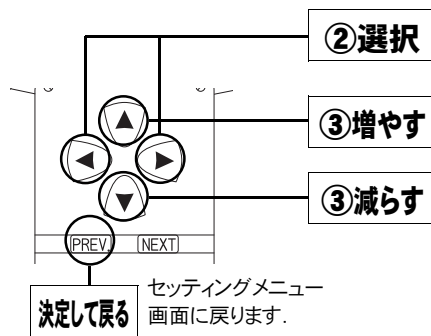 ②選択
③増やす
③減らす
PREV.
NEXT
決定して戻る
セッティングメニュー
画面に戻ります.